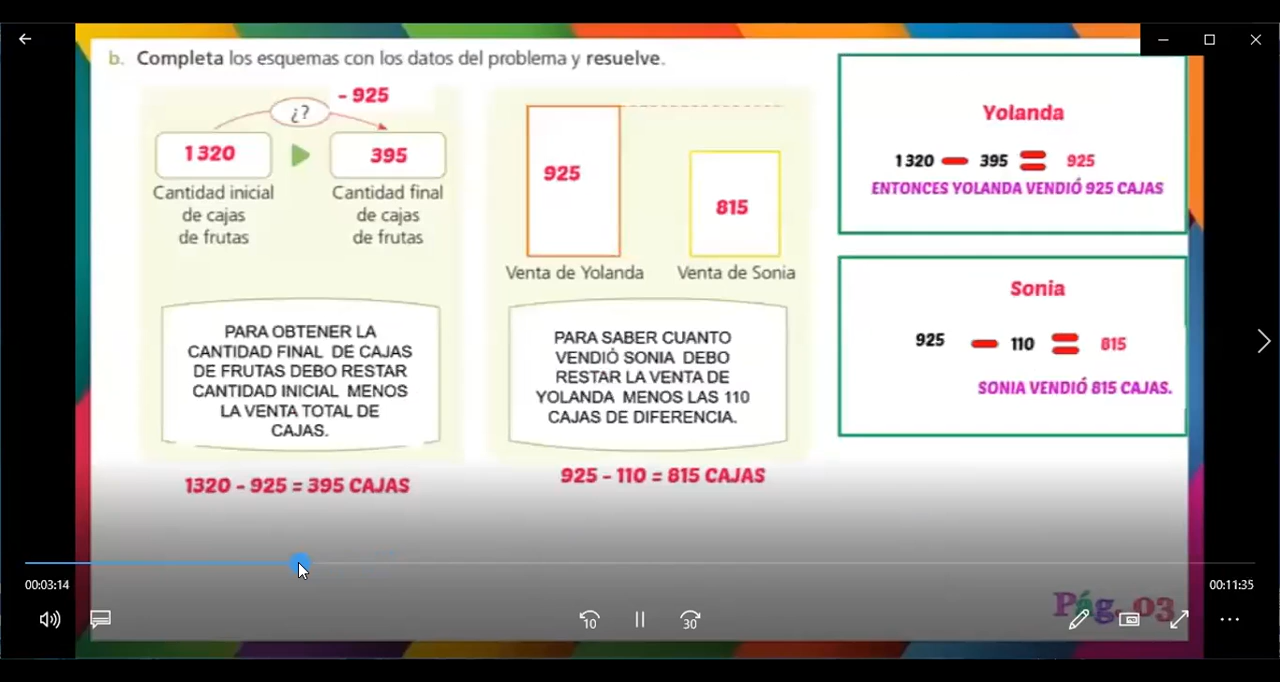 b. Completa los esquemas con los datos del problema y resuelve.
- 925
¿?
1320
395
Cantidad inicial
de cajas
de frutas
Cantidad final
de cajas
de frutas
PARA OBTENER LA
CANTIDAD FINAL DE CAJAS
DE FRUTAS DEBO RESTAR
CANTIDAD INICIAL MENOS
LA VENTA TOTAL DE
CAJAS.
1320 - 925 = 395 CAJAS
925
815
Venta de Yolanda
Venta de Sonia
PARA SABER CUANTO
VENDIÓ SONIA DEBO
RESTAR LA VENTA DE
YOLANDA MENOS LAS 110
CAJAS DE DIFERENCIA.
925 - 110 = 815 CAJAS
Yolanda
1320 - 395 = 925
ENTONCES YOLANDA VENDIÓ 925 CAJAS
Sonia
925 - 110 = 815
SONIA VENDIÓ 815 CAJAS.
00:03:14
00:11:35
10
30
Pág. 03